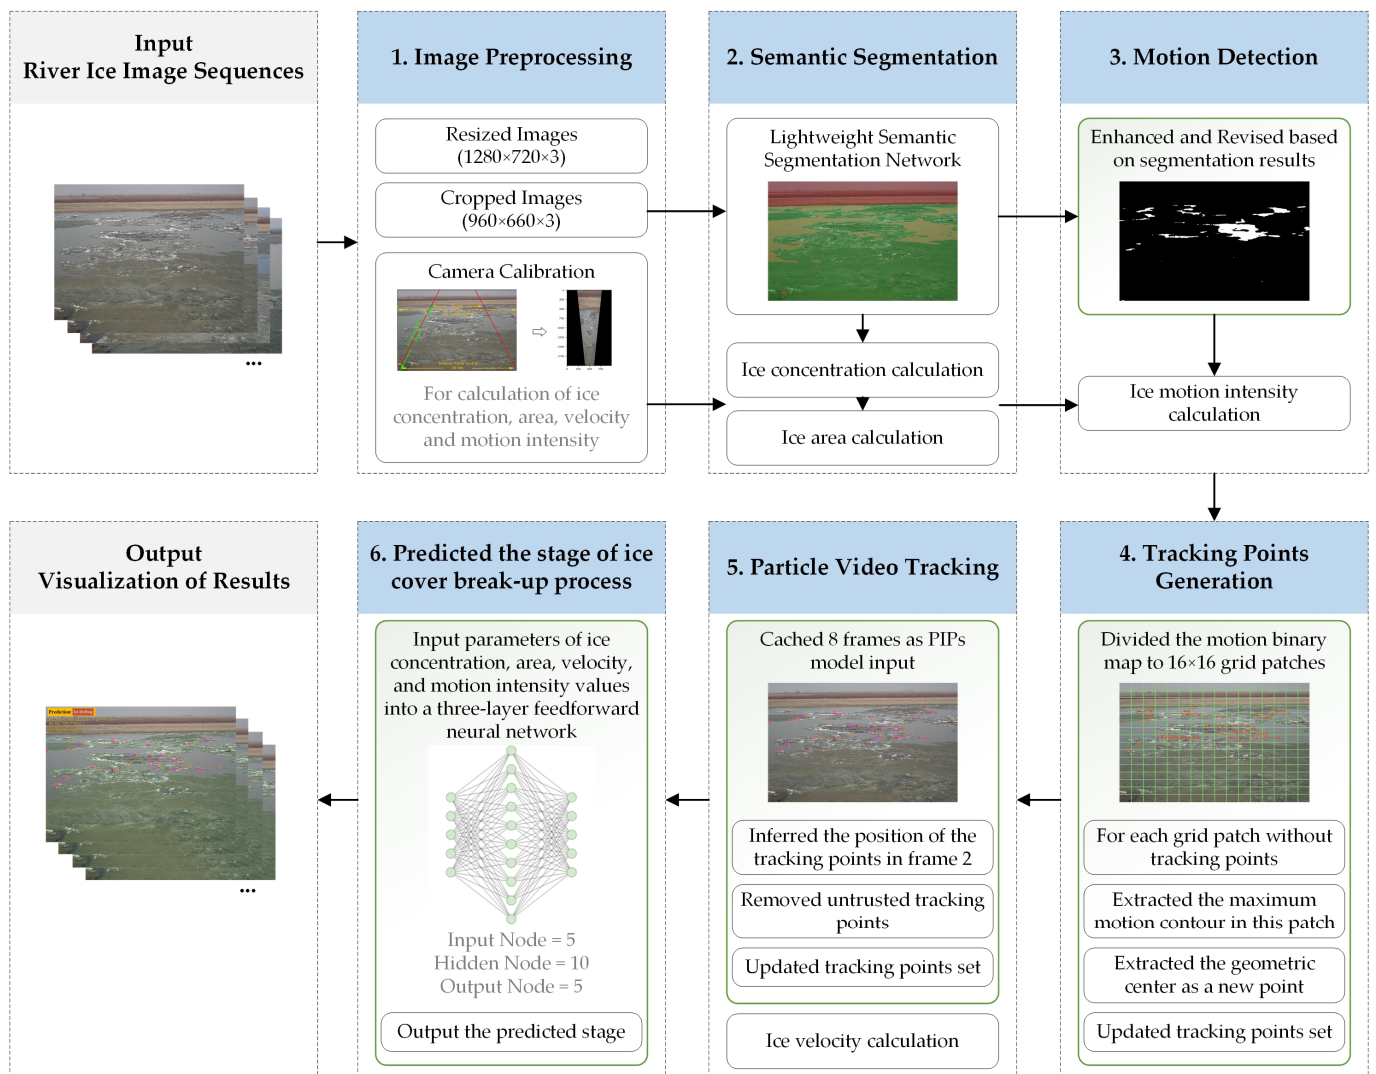 Input
River Ice Image Sequences
...
1. Image Preprocessing
Resized Images
(1280×720×3)
Cropped Images
(960×660×3)
Camera Calibration
For calculation of ice
concentration, area, velocity
and motion intensity
2. Semantic Segmentation
Lightweight Semantic
Segmentation Network
Ice concentration calculation
Ice area calculation
3. Motion Detection
Enhanced and Revised based
on segmentation results
Ice motion intensity
calculation
4. Tracking Points
Generation
Divided the motion binary
map to 16×16 grid patches
For each grid patch without
tracking points
Extracted the maximum
motion contour in this patch
Extracted the geometric
center as a new point
Updated tracking points set
5. Particle Video Tracking
Cached 8 frames as PIPs
model input
Inferred the position of the
tracking points in frame 2
Removed untrusted tracking
points
Updated tracking points set
Ice velocity calculation
6. Predicted the stage of ice
cover break-up process
Input parameters of ice
concentration, area, velocity,
and motion intensity values
into a three-layer feedforward
neural network
Input Node = 5
Hidden Node = 10
Output Node = 5
Output the predicted stage
Output
Visualization of Results
Prediction:
...